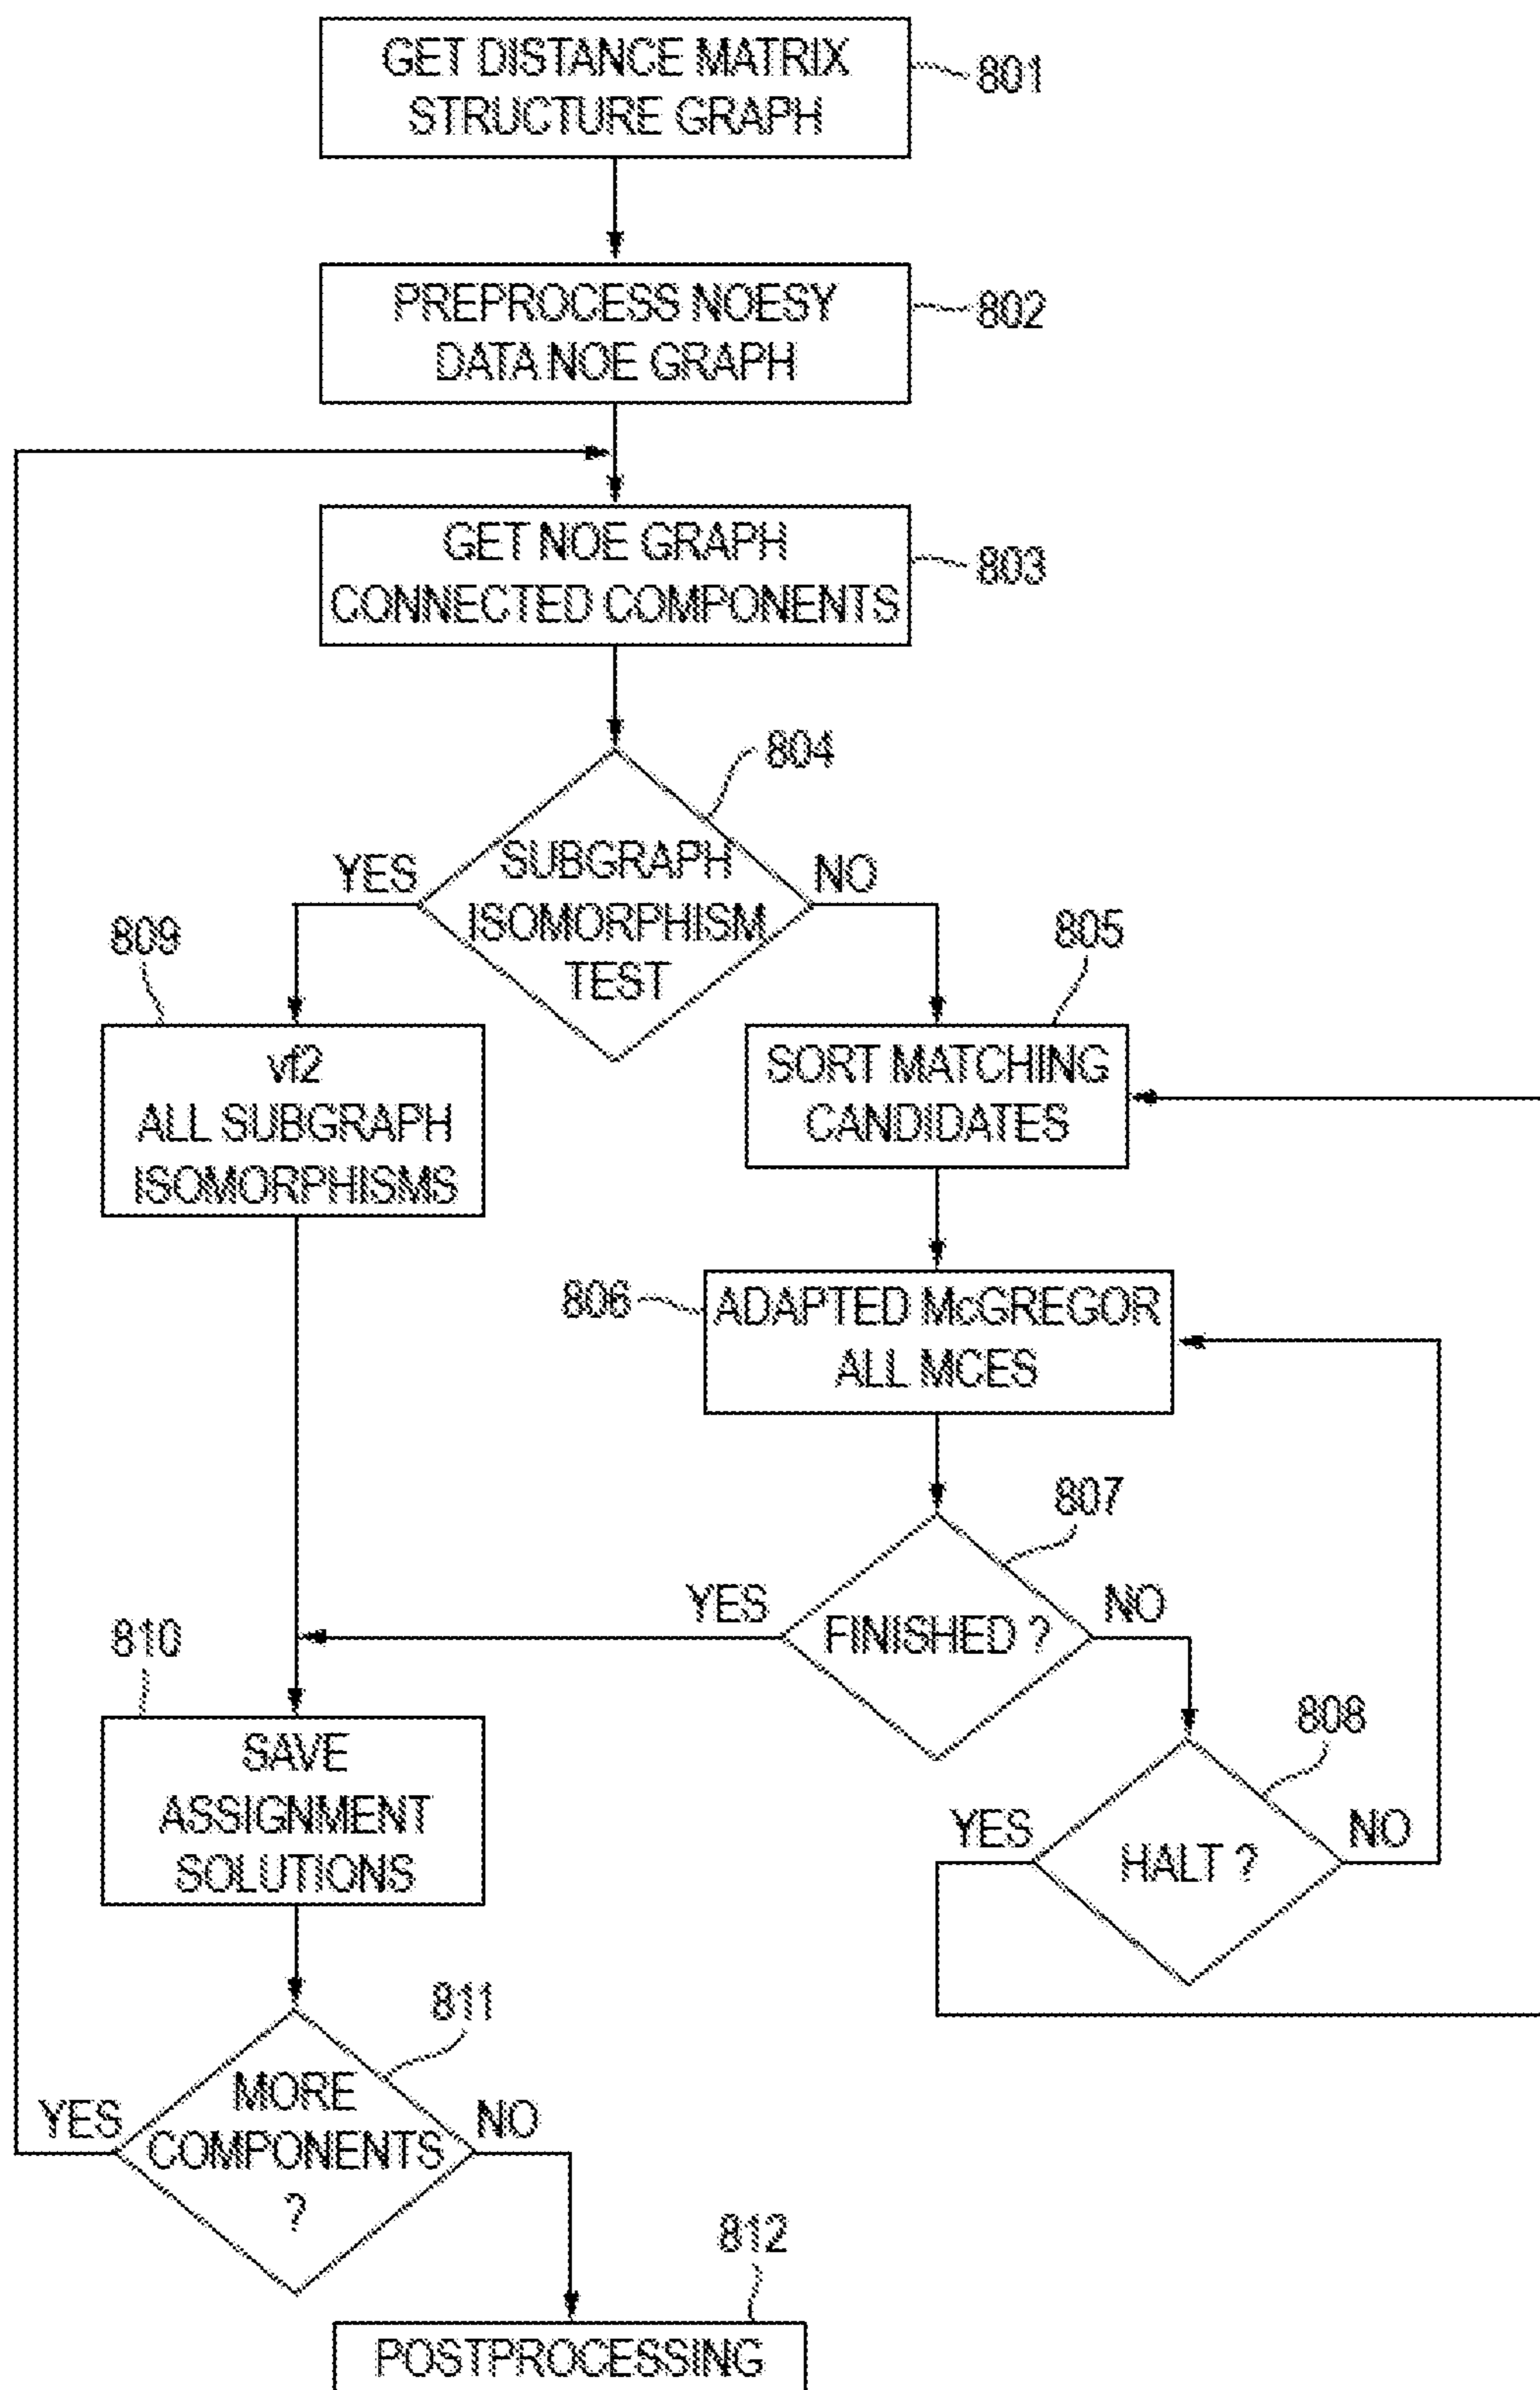 GET DISTANCE MATRIX
STRUCTURE GRAPH
801
PREPROCESS NOESY
DATA NOE GRAPH
802
GET NOE GRAPH
CONNECTED COMPONENTS
803
804
SUBGRAPH
ISOMORPHISM
TEST
YES
NO
809
vf2
ALL SUBGRAPH
ISOMORPHISMS
805
SORT MATCHING
CANDIDATES
806
ADAPTED McGREGOR
ALL MCES
807
FINISHED ?
YES
NO
808
HALT ?
YES
NO
810
SAVE
ASSIGNMENT
SOLUTIONS
811
MORE
COMPONENTS
?
YES
NO
812
POSTPROCESSING